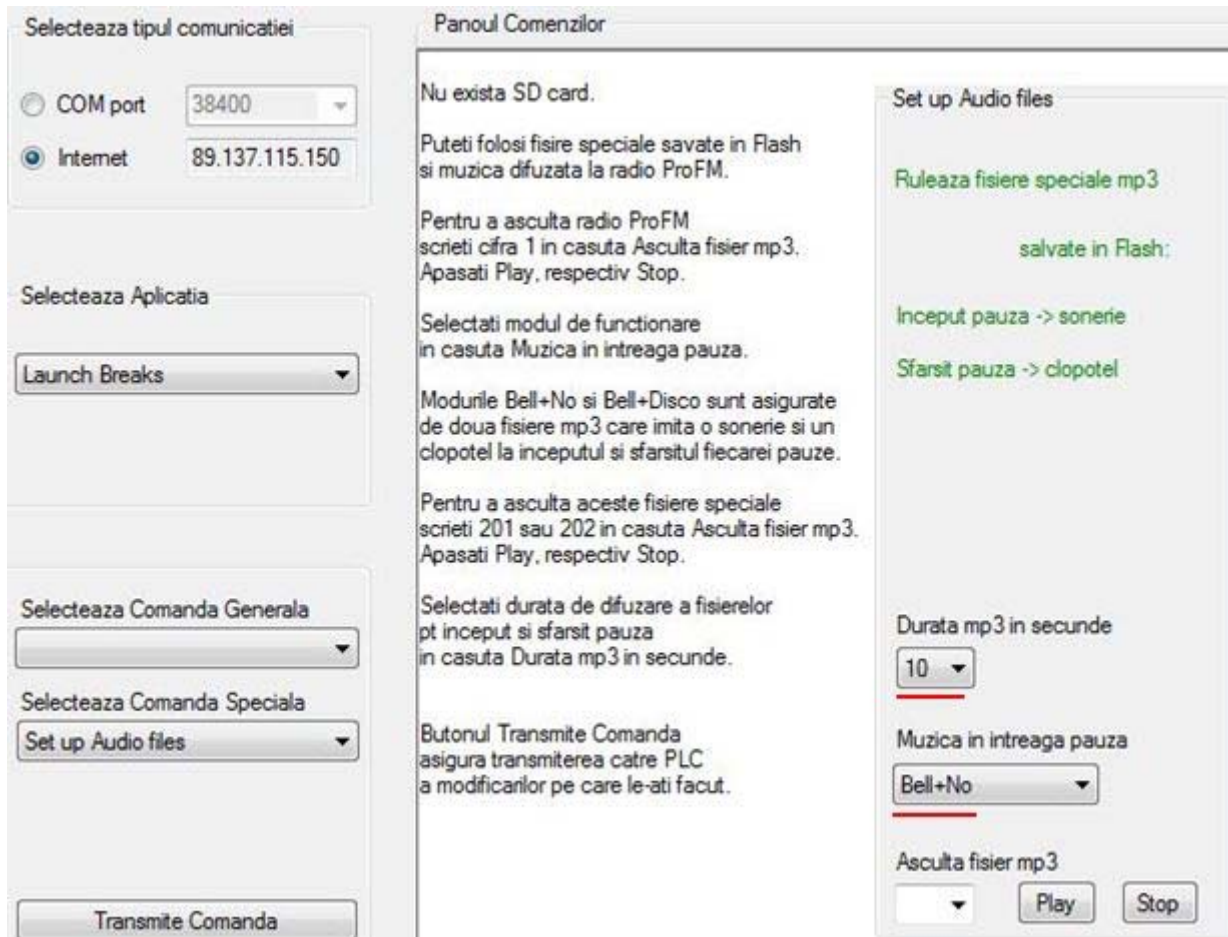 Selecteaza tipul comunicatiei
COM port
38400
Internet
89.137.115.150
Selecteaza Aplicatia
Launch Breaks
Selecteaza Comanda Generala
Selecteaza Comanda Speciala
Set up Audio files
Transmite Comanda
Panoul Comenzilor
Nu exista SD card.
Puteti folosi fisire speciale savate in Flash
si muzica difuzata la radio ProFM.
Pentru a asculta radio ProFM
scrieti cifra 1 in casuta Asculta fisier mp3.
Apasati Play, respectiv Stop.
Selectati modul de functionare
in casuta Muzica in intreaga pauza.
Modurile Bell+No si Bell+Disco sunt asigurate
de doua fisiere mp3 care imita o sonerie si un
clopotel la inceputul si sfarsitul fiecarei pauze.
Pentru a asculta aceste fisiere speciale
scrieti 201 sau 202 in casuta Asculta fisier mp3.
Apasati Play, respectiv Stop.
Selectati durata de difuzare a fisierelor
pt inceput si sfarsit pauza
in casuta Durata mp3 in secunde.
Butonul Transmite Comanda
asigura transmiterea catre PLC
a modificarilor pe care le-ati facut.
Set up Audio files
Ruleaza fisiere speciale mp3
salvate in Flash:
Inceput pauza -> sonerie
Sfarsit pauza -> clopotel
Durata mp3 in secunde
10
Muzica in intreaga pauza
Bell+No
Asculta fisier mp3
Play
Stop